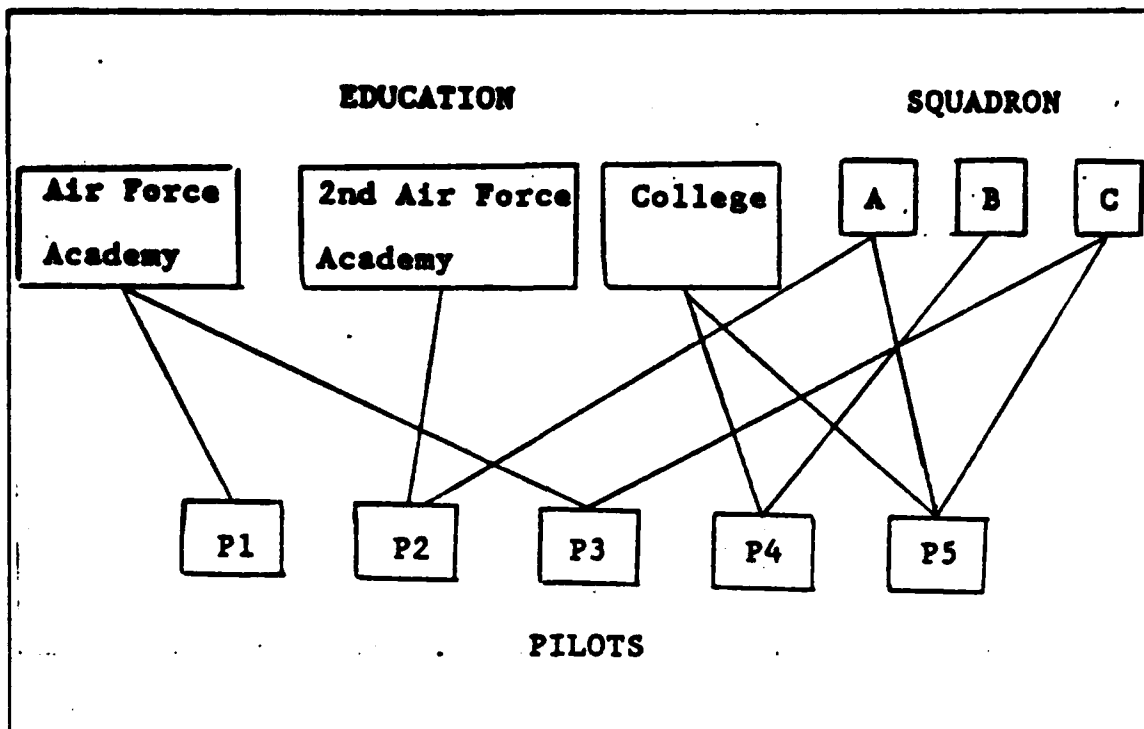 EDUCATION
SQUADRON
Air Force
Academy
2nd Air Force
Academy
College
A
B
C
P1
P2
P3
P4
P5
PILOTS